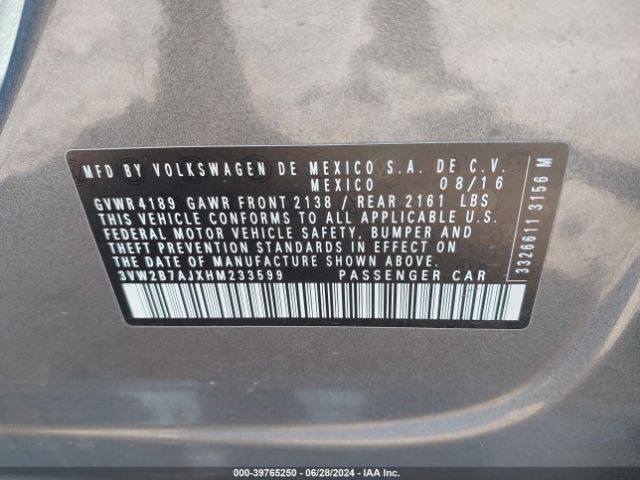 MFD BY VOLKSWAGEN DE MEXICO S.A. DE C.V.
MEXICO 08/16
GVWR4189 GAWR FRONT 2138 / REAR 2161 LBS
THIS VEHICLE CONFORMS TO ALL APPLICABLE U.S.
FEDERAL MOTOR VEHICLE SAFETY, BUMPER AND
THEFT PREVENTION STANDARDS IN EFFECT ON
THE DATE OF MANUFACTURE SHOWN ABOVE.
3VW2B7AJXHM233599 PASSENGER CAR
3326611 3156 M
000-39765250 - 06/28/2024 - IAAI.COM